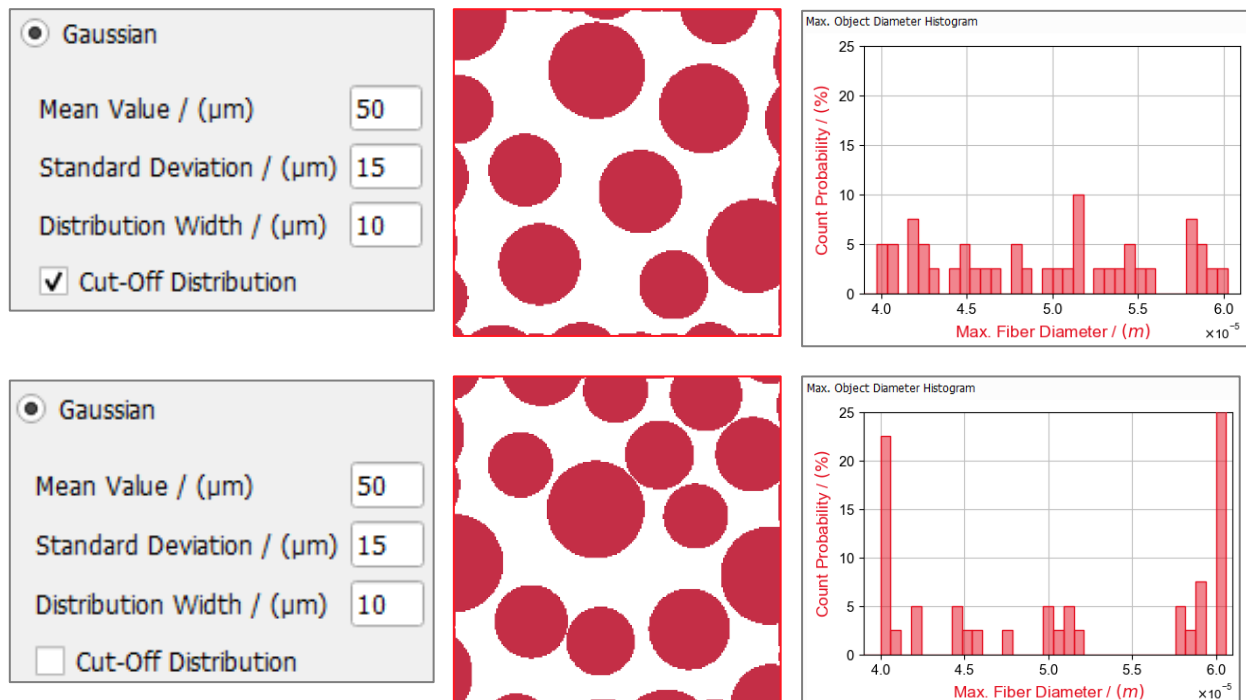 Gaussian
Mean Value / (µm) 50
Standard Deviation / (µm) 15
Distribution Width / (µm) 10
Cut-Off Distribution
Max. Object Diameter Histogram
Count Probability / (%)
25
20
15
10
5
0
4.0 4.5 5.0 5.5 6.0
Max. Fiber Diameter / (m) ×10⁻⁵
Gaussian
Mean Value / (µm) 50
Standard Deviation / (µm) 15
Distribution Width / (µm) 10
Cut-Off Distribution
Max. Object Diameter Histogram
Count Probability / (%)
25
20
15
10
5
0
4.0 4.5 5.0 5.5 6.0
Max. Fiber Diameter / (m) ×10⁻⁵